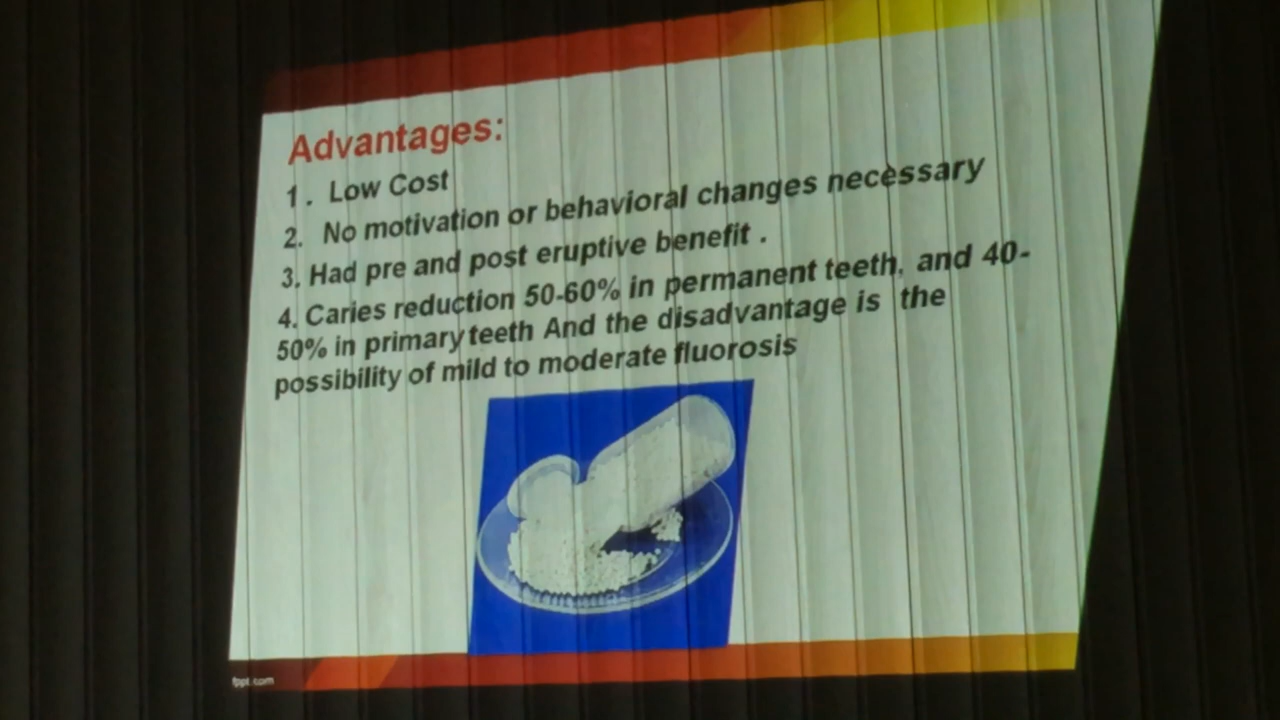 Advantages:
1. Low Cost
2. No motivation or behavioral changes necessary
3. Had pre and post eruptive benefit .
4. Caries reduction 50-60% in permanent teeth, and 40-
50% in primary teeth And the disadvantage is the
possibility of mild to moderate fluorosis
fppt.com